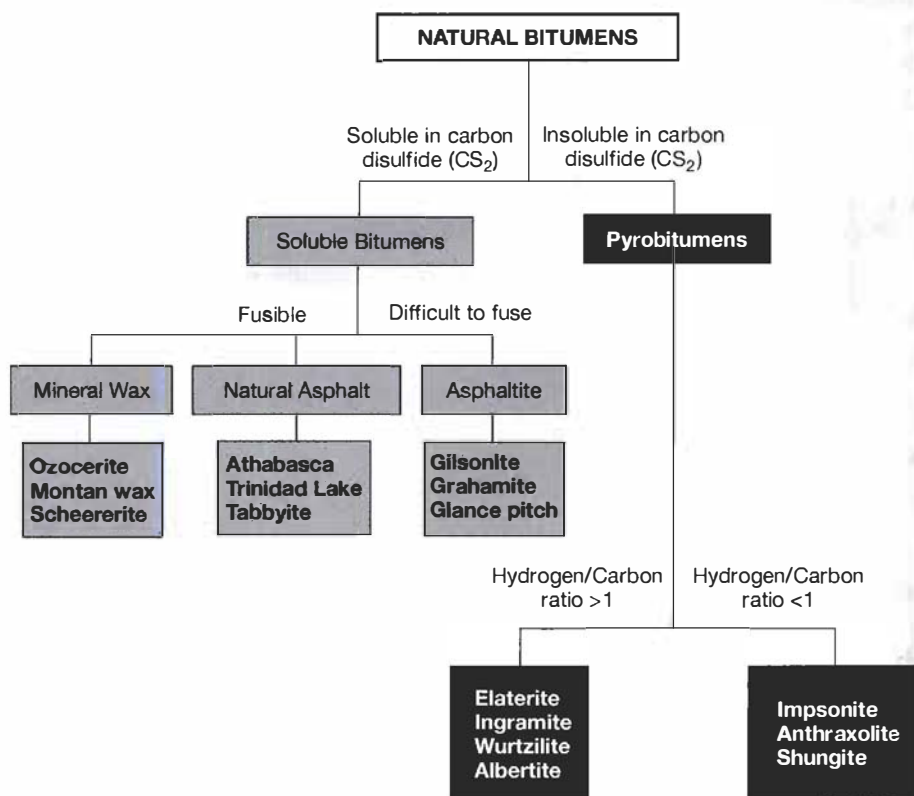 NATURAL BITUMENS
Soluble in carbon
disulfide (CS₂)
Insoluble in carbon
disulfide (CS₂)
Soluble Bitumens
Pyrobitumens
Fusible
Difficult to fuse
Mineral Wax
Natural Asphalt
Asphaltite
Ozocerite
Montan wax
Scheererite
Athabasca
Trinidad Lake
Tabbyite
Gilsonite
Grahamite
Glance pitch
Hydrogen/Carbon
ratio >1
Hydrogen/Carbon
ratio <1
Elaterite
Ingramite
Wurtzilite
Albertite
Impsonite
Anthraxolite
Shungite